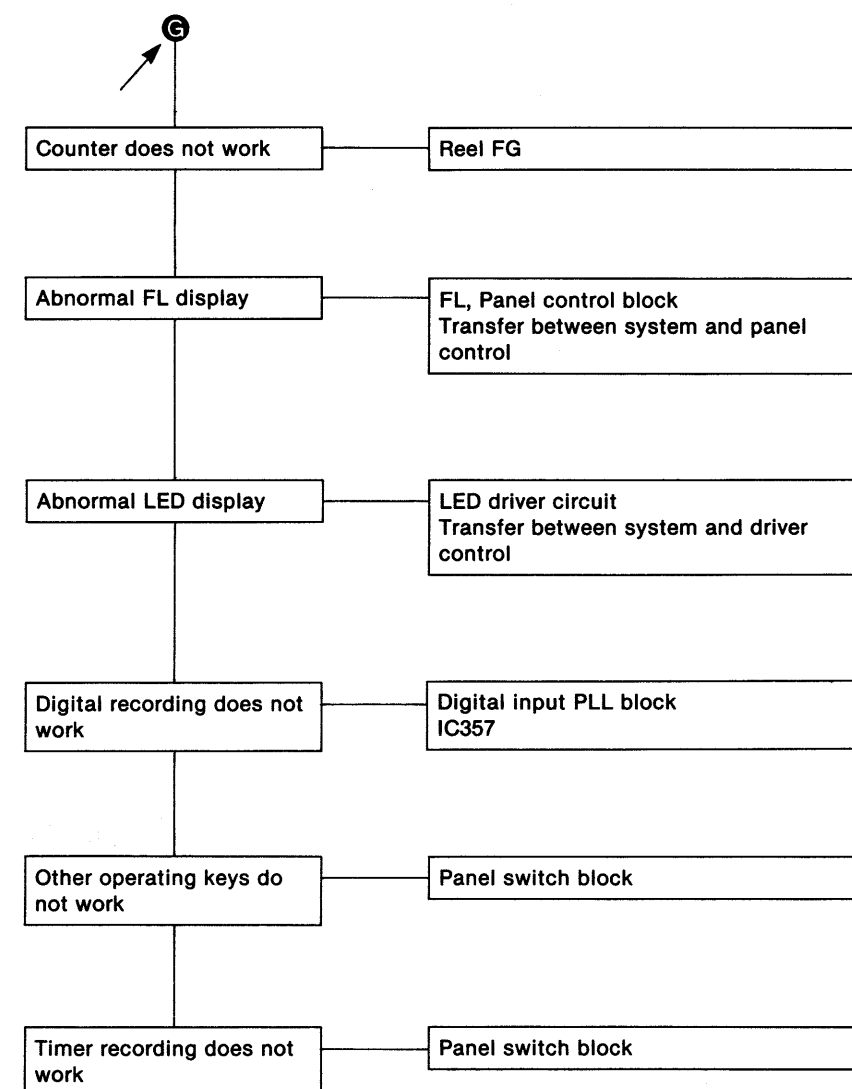 G
Counter does not work
Reel FG
Abnormal FL display
FL, Panel control block
Transfer between system and panel
control
Abnormal LED display
LED driver circuit
Transfer between system and driver
control
Digital recording does not
work
Digital input PLL block
IC357
Other operating keys do
not work
Panel switch block
Timer recording does not
work
Panel switch block